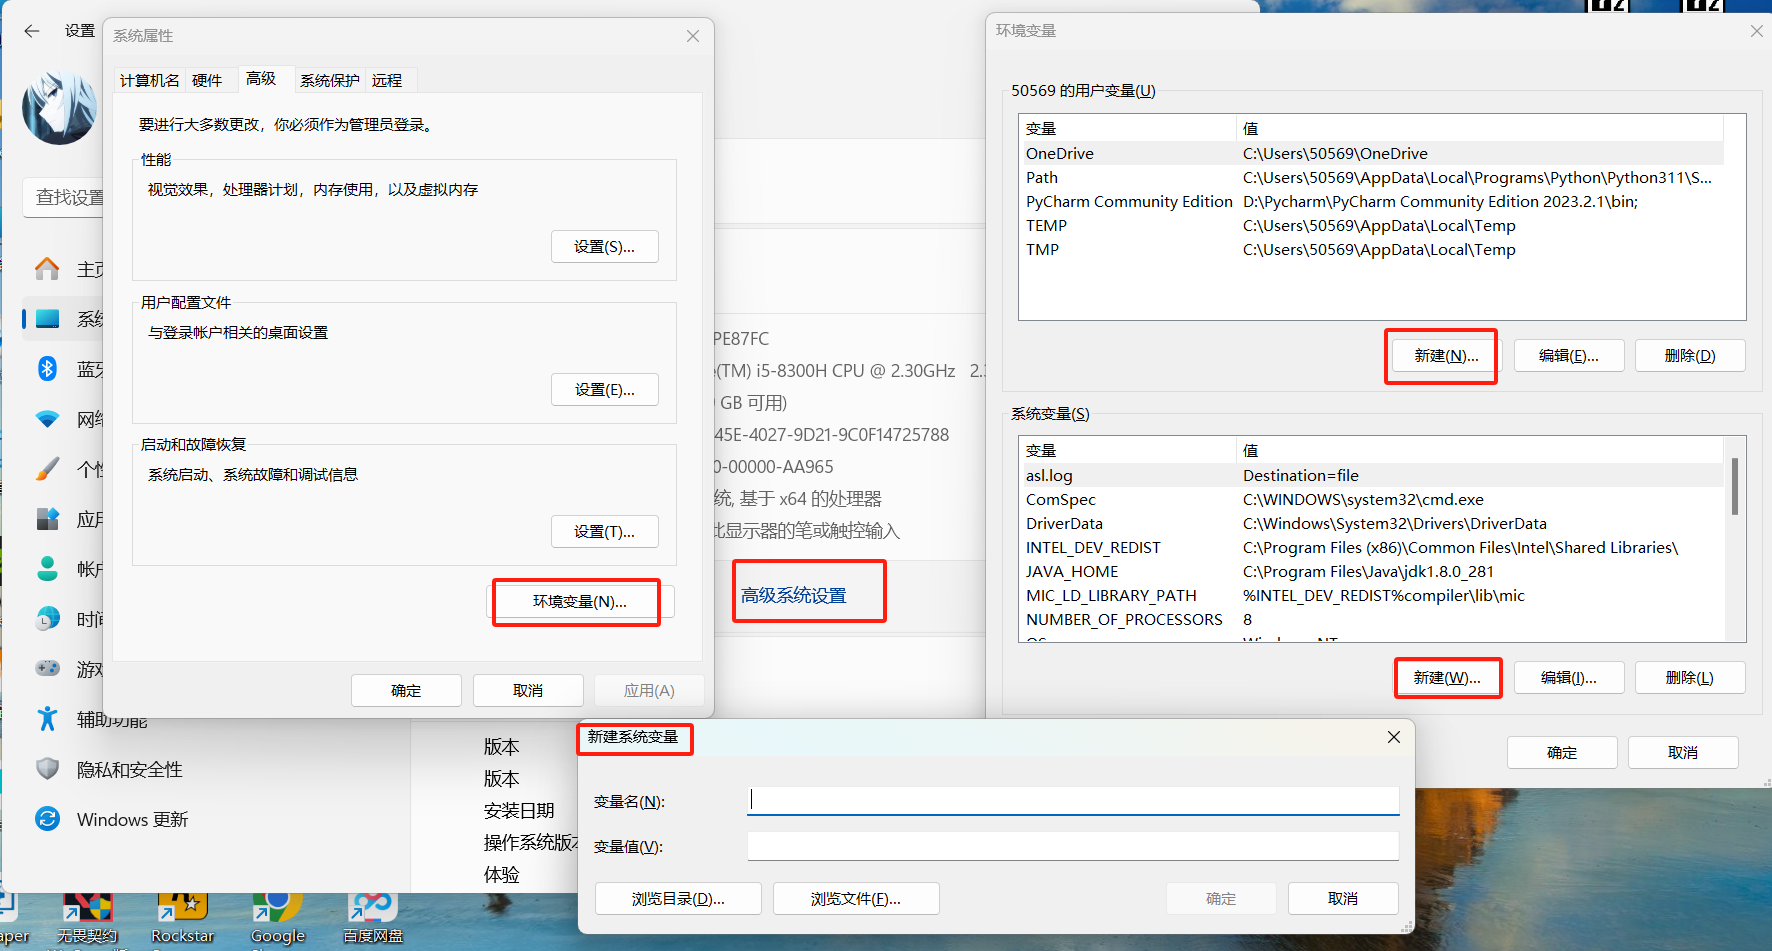 设置
查找设置
主页
系统
蓝牙
网络
个性
应用
帐户
时间
游戏
辅助功能
隐私和安全性
Windows 更新
系统属性
计算机名
硬件
高级
系统保护
远程
要进行大多数更改，你必须作为管理员登录。
性能
视觉效果，处理器计划，内存使用，以及虚拟内存
设置(S)...
用户配置文件
与登录帐户相关的桌面设置
设置(E)...
启动和故障恢复
系统启动、系统故障和调试信息
设置(T)...
环境变量(N)...
确定
取消
应用(A)
PE87FC
(TM) i5-8300H CPU @ 2.30GHz 2.3
GB 可用)
45E-4027-9D21-9C0F14725788
0-00000-AA965
统, 基于 x64 的处理器
此显示器的笔或触控输入
高级系统设置
版本
版本
安装日期
操作系统版本
体验
环境变量
50569 的用户变量(U)
变量 值
OneDrive C:\Users\50569\OneDrive
Path C:\Users\50569\AppData\Local\Programs\Python\Python311\S...
PyCharm Community Edition D:\Pycharm\PyCharm Community Edition 2023.2.1\bin;
TEMP C:\Users\50569\AppData\Local\Temp
TMP C:\Users\50569\AppData\Local\Temp
新建(N)...
编辑(E)...
删除(D)
系统变量(S)
变量 值
asl.log Destination=file
ComSpec C:\WINDOWS\system32\cmd.exe
DriverData C:\Windows\System32\Drivers\DriverData
INTEL_DEV_REDIST C:\Program Files (x86)\Common Files\Intel\Shared Libraries\
JAVA_HOME C:\Program Files\Java\jdk1.8.0_281
MIC_LD_LIBRARY_PATH %INTEL_DEV_REDIST%compiler\lib\mic
NUMBER_OF_PROCESSORS 8
OS Windows_NT
新建(W)...
编辑(I)...
删除(L)
确定
取消
新建系统变量
变量名(N):
变量值(V):
浏览目录(D)...
浏览文件(F)...
确定
取消
aper
无畏契约
Rockstar
Google
百度网盘